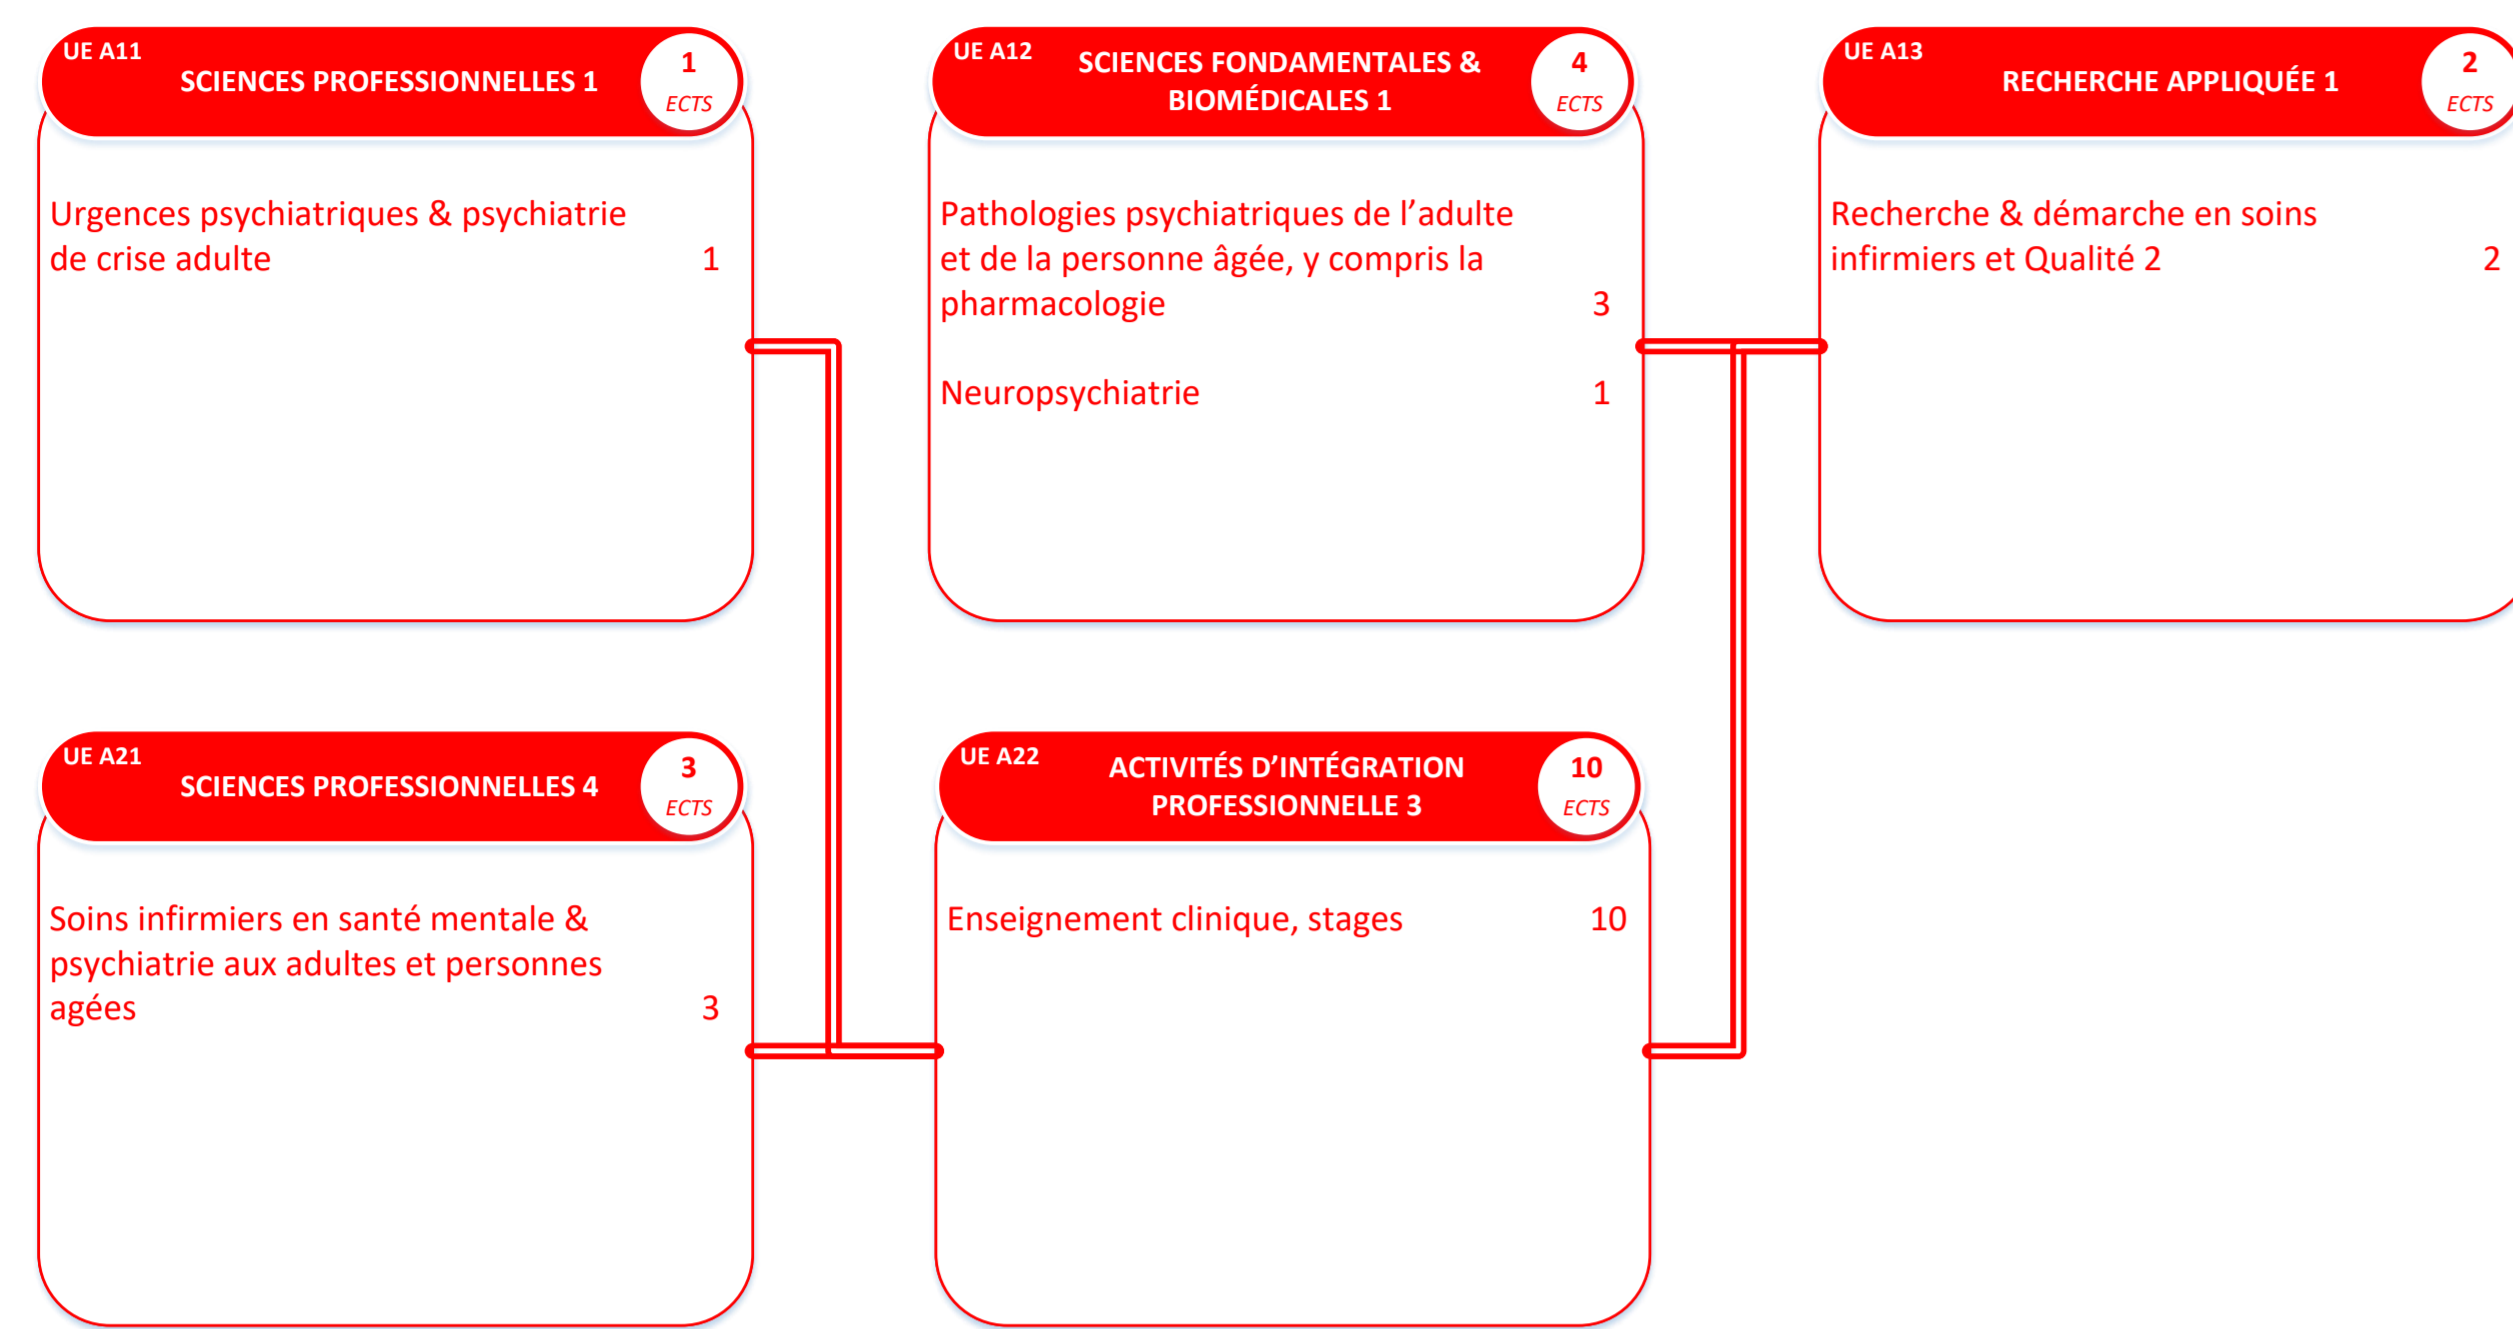 UE A11
SCIENCES PROFESSIONNELLES 1
1
ECTS
Urgences psychiatriques & psychiatrie
de crise adulte 1
UE A12
SCIENCES FONDAMENTALES &
BIOMÉDICALES 1
4
ECTS
Pathologies psychiatriques de l’adulte
et de la personne âgée, y compris la
pharmacologie 3
Neuropsychiatrie 1
UE A13
RECHERCHE APPLIQUÉE 1
2
ECTS
Recherche & démarche en soins
infirmiers et Qualité 2 2
UE A21
SCIENCES PROFESSIONNELLES 4
3
ECTS
Soins infirmiers en santé mentale &
psychiatrie aux adultes et personnes
agées 3
UE A22
ACTIVITÉS D’INTÉGRATION
PROFESSIONNELLE 3
10
ECTS
Enseignement clinique, stages 10